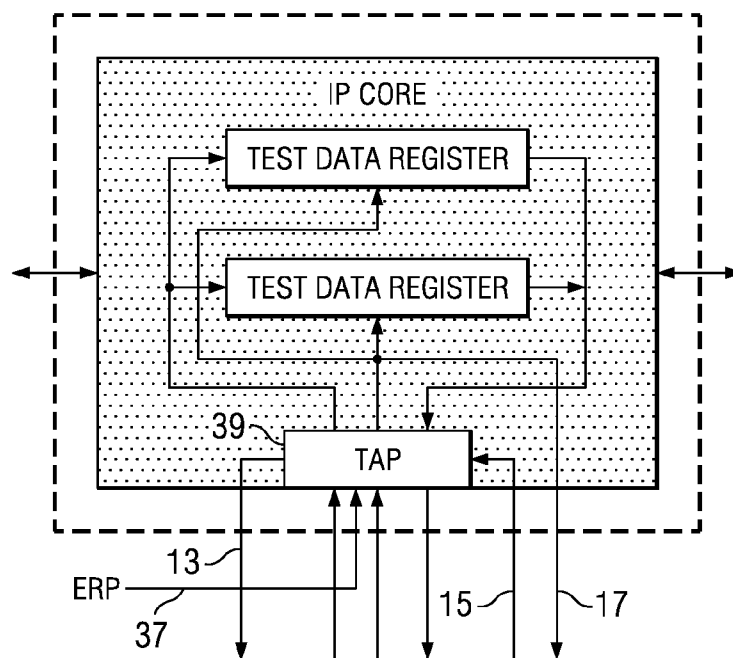 IP CORE
TEST DATA REGISTER
TEST DATA REGISTER
39
TAP
13
ERP
37
15
17